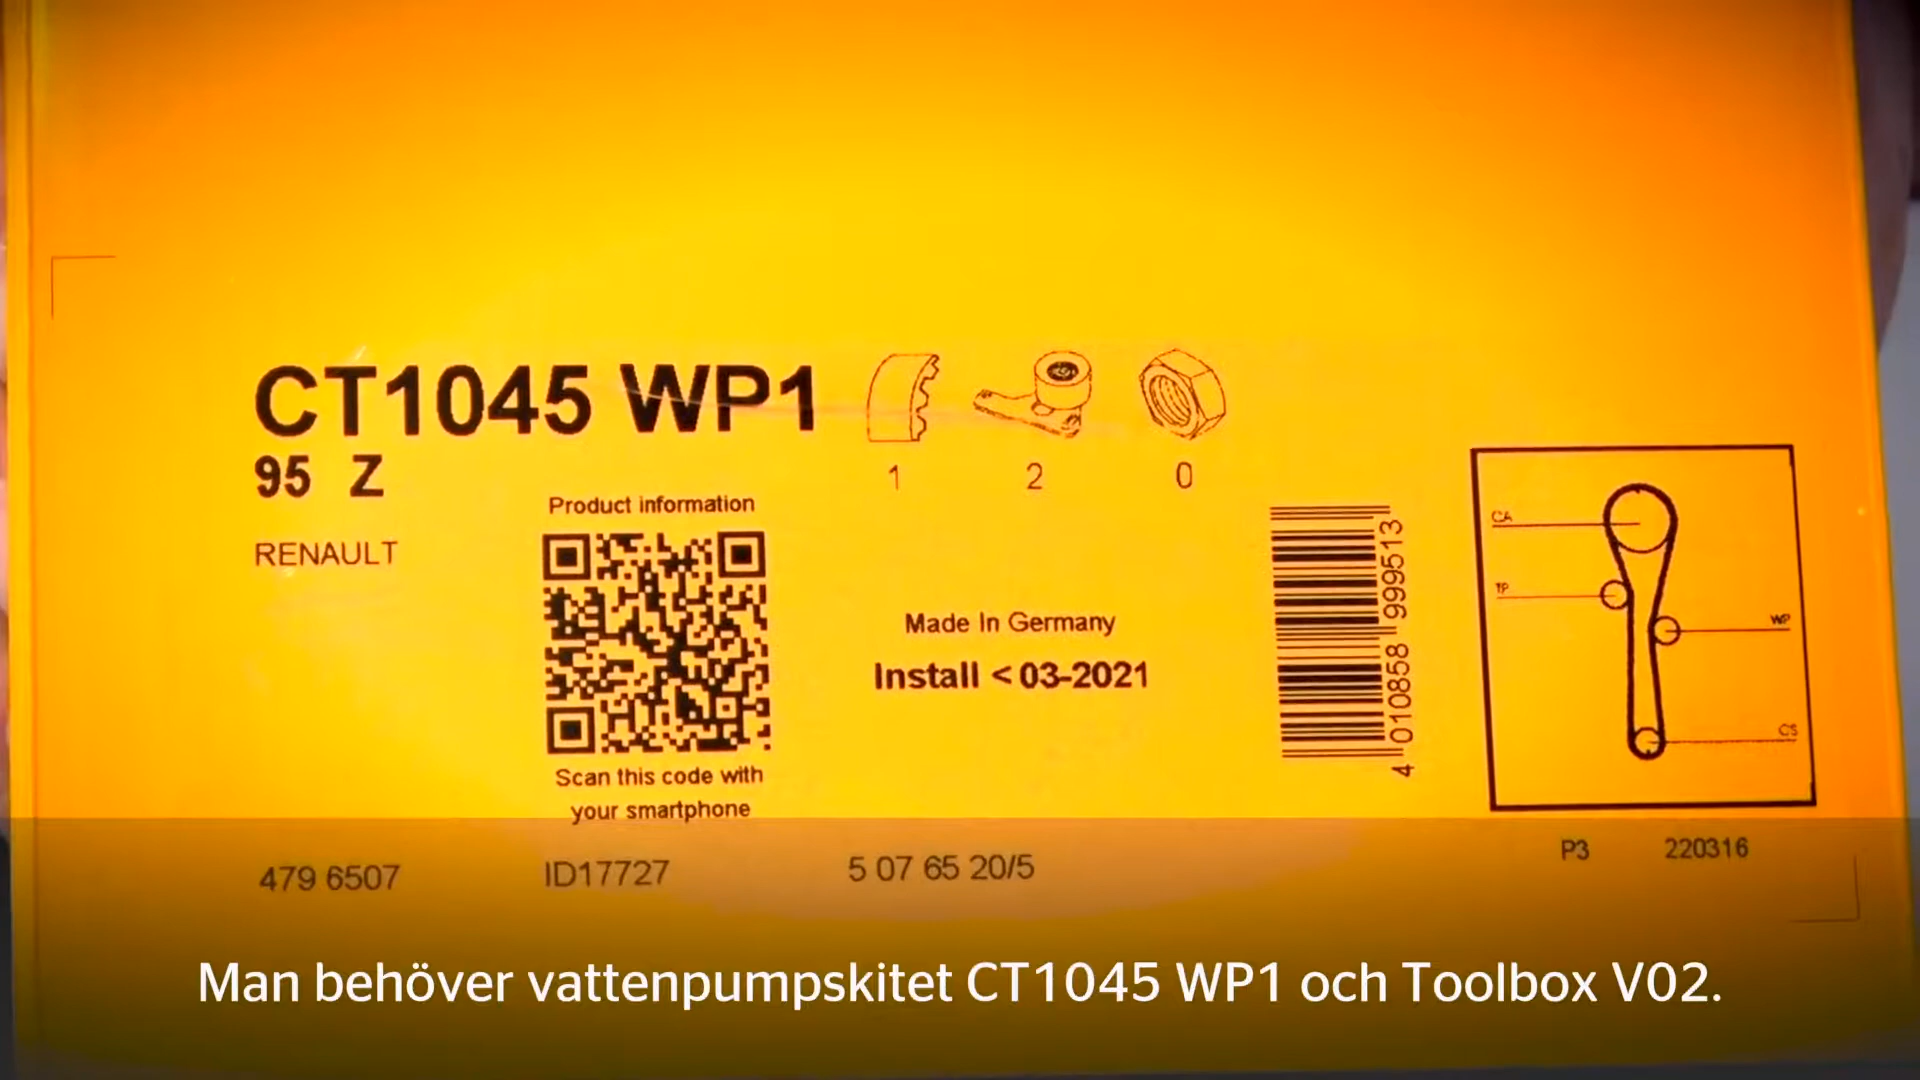 CT1045 WP1
95 Z
RENAULT
1 2 0
Product information
Scan this code with
your smartphone
Made In Germany
Install < 03-2021
4 010858 999513
CA
TP
WP
CS
P3 220316
479 6507 ID17727 5 07 65 20/5
Man behöver vattenpumpskitet CT1045 WP1 och Toolbox V02.